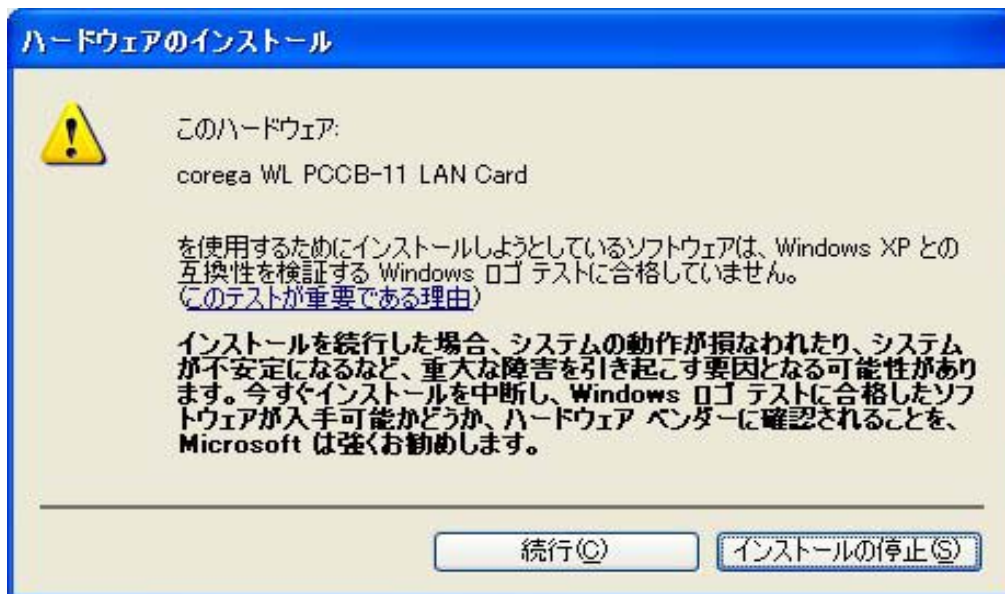 ハードウェアのインストール
このハードウェア:
corega WL PCCB-11 LAN Card
を使用するためにインストールしようとしているソフトウェアは、Windows XP との
互換性を検証する Windows ロゴ テストに合格していません。
(このテストが重要である理由)
インストールを続行した場合、システムの動作が損なわれたり、システム
が不安定になるなど、重大な障害を引き起こす要因となる可能性があり
ます。今すぐインストールを中断し、Windows ロゴ テストに合格したソフ
トウェアが入手可能かどうか、ハードウェア ベンダーに確認されることを、
Microsoft は強くお勧めします。
続行(C) インストールの停止(S)